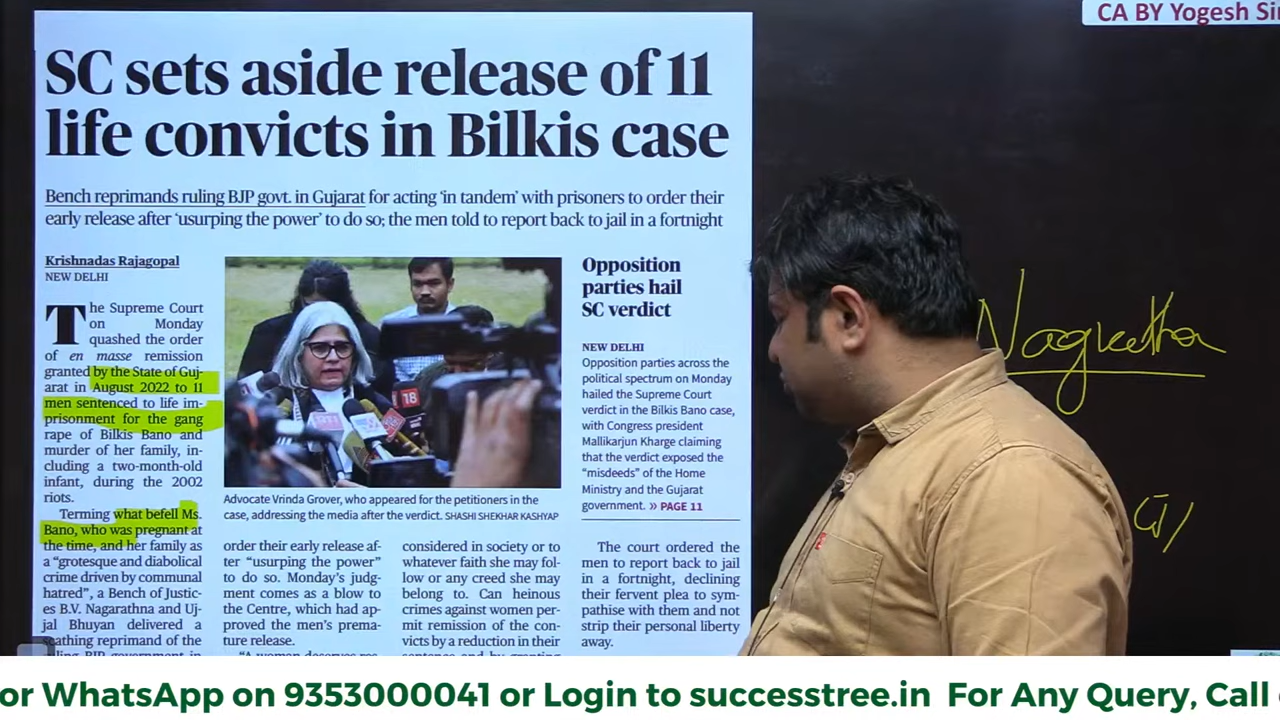 CA BY Yogesh Sir
SC sets aside release of 11
life convicts in Bilkis case
Bench reprimands ruling BJP govt. in Gujarat for acting ‘in tandem’ with prisoners to order their
early release after ‘usurping the power’ to do so; the men told to report back to jail in a fortnight
Krishnadas Rajagopal
NEW DELHI
The Supreme Court
on Monday
quashed the order
of en masse remission
granted by the State of Guj-
arat in August 2022 to 11
men sentenced to life im-
prisonment for the gang
rape of Bilkis Bano and
murder of her family, in-
cluding a two-month-old
infant, during the 2002
riots.
Terming what befell Ms.
Bano, who was pregnant at
the time, and her family as
a “grotesque and diabolical
crime driven by communal
hatred”, a Bench of Justic-
es B.V. Nagarathna and Uj-
jal Bhuyan delivered a
scathing reprimand of the
ruling BJP government in
18
Advocate Vrinda Grover, who appeared for the petitioners in the
case, addressing the media after the verdict. SHASHI SHEKHAR KASHYAP
order their early release af-
ter “usurping the power”
to do so. Monday’s judg-
ment comes as a blow to
the Centre, which had ap-
proved the men’s prema-
ture release.
“A woman deserves res-
considered in society or to
whatever faith she may fol-
low or any creed she may
belong to. Can heinous
crimes against women per-
mit remission of the con-
victs by a reduction in their
sentence and by granting
Opposition
parties hail
SC verdict
NEW DELHI
Opposition parties across the
political spectrum on Monday
hailed the Supreme Court
verdict in the Bilkis Bano case,
with Congress president
Mallikarjun Kharge claiming
that the verdict exposed the
“misdeeds” of the Home
Ministry and the Gujarat
government. » PAGE 11
The court ordered the
men to report back to jail
in a fortnight, declining
their fervent plea to sym-
pathise with them and not
strip their personal liberty
away.
or WhatsApp on 9353000041 or Login to successtree.in For Any Query, Call